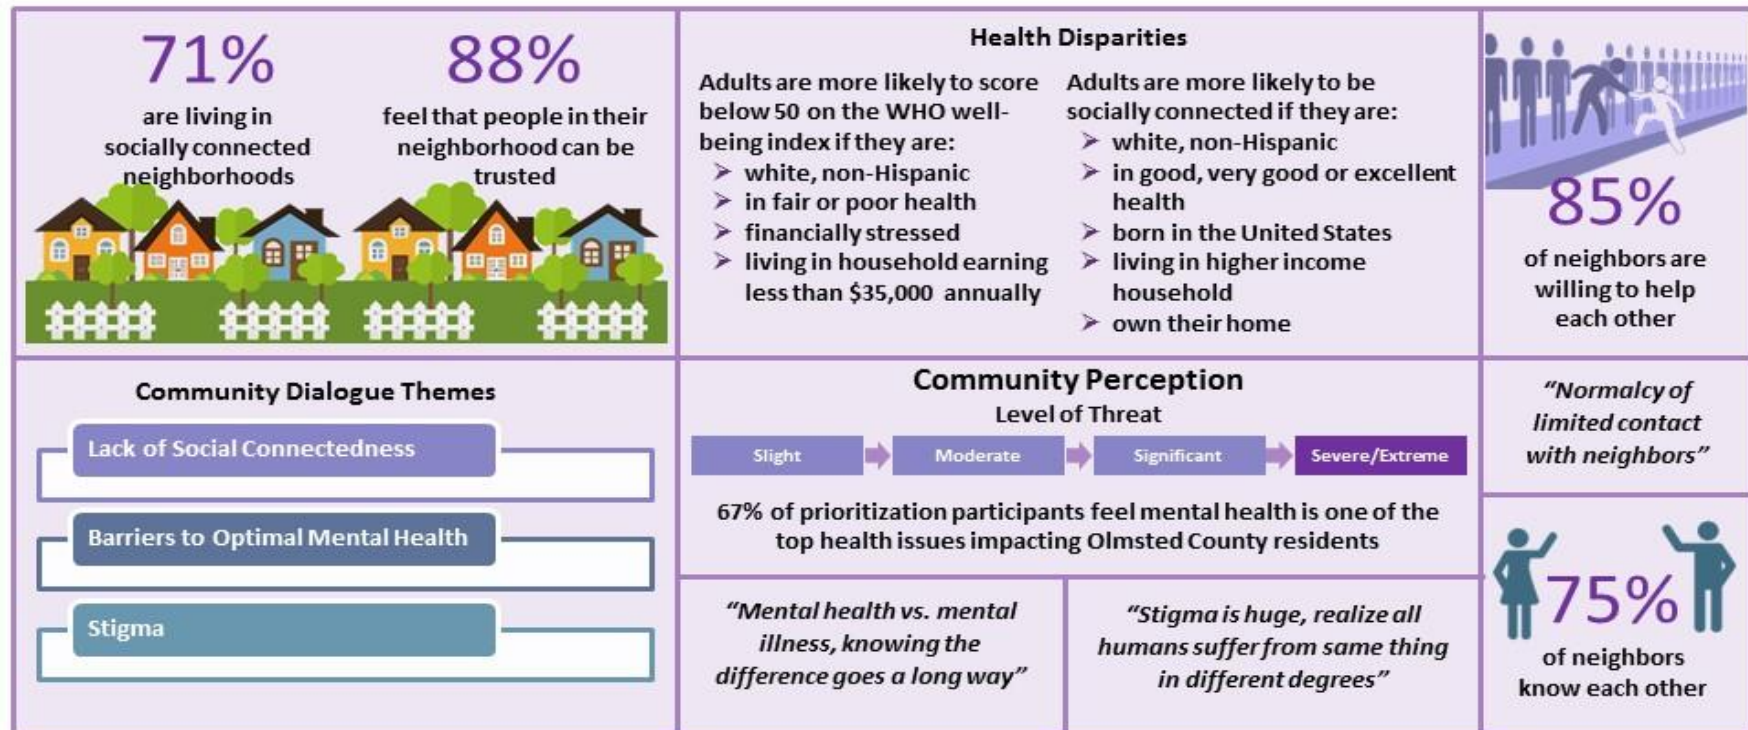 71%
are living in
socially connected
neighborhoods
88%
feel that people in their
neighborhood can be
trusted
Health Disparities
Adults are more likely to score
below 50 on the WHO well-
being index if they are:
➢ white, non-Hispanic
➢ in fair or poor health
➢ financially stressed
➢ living in household earning
less than $35,000 annually
Adults are more likely to be
socially connected if they are:
➢ white, non-Hispanic
➢ in good, very good or excellent
health
➢ born in the United States
➢ living in higher income
household
➢ own their home
85%
of neighbors are
willing to help
each other
Community Dialogue Themes
Lack of Social Connectedness
Barriers to Optimal Mental Health
Stigma
Community Perception
Level of Threat
Slight
Moderate
Significant
Severe/Extreme
67% of prioritization participants feel mental health is one of the
top health issues impacting Olmsted County residents
“Mental health vs. mental
illness, knowing the
difference goes a long way”
“Stigma is huge, realize all
humans suffer from same thing
in different degrees”
“Normalcy of
limited contact
with neighbors”
75%
of neighbors
know each other